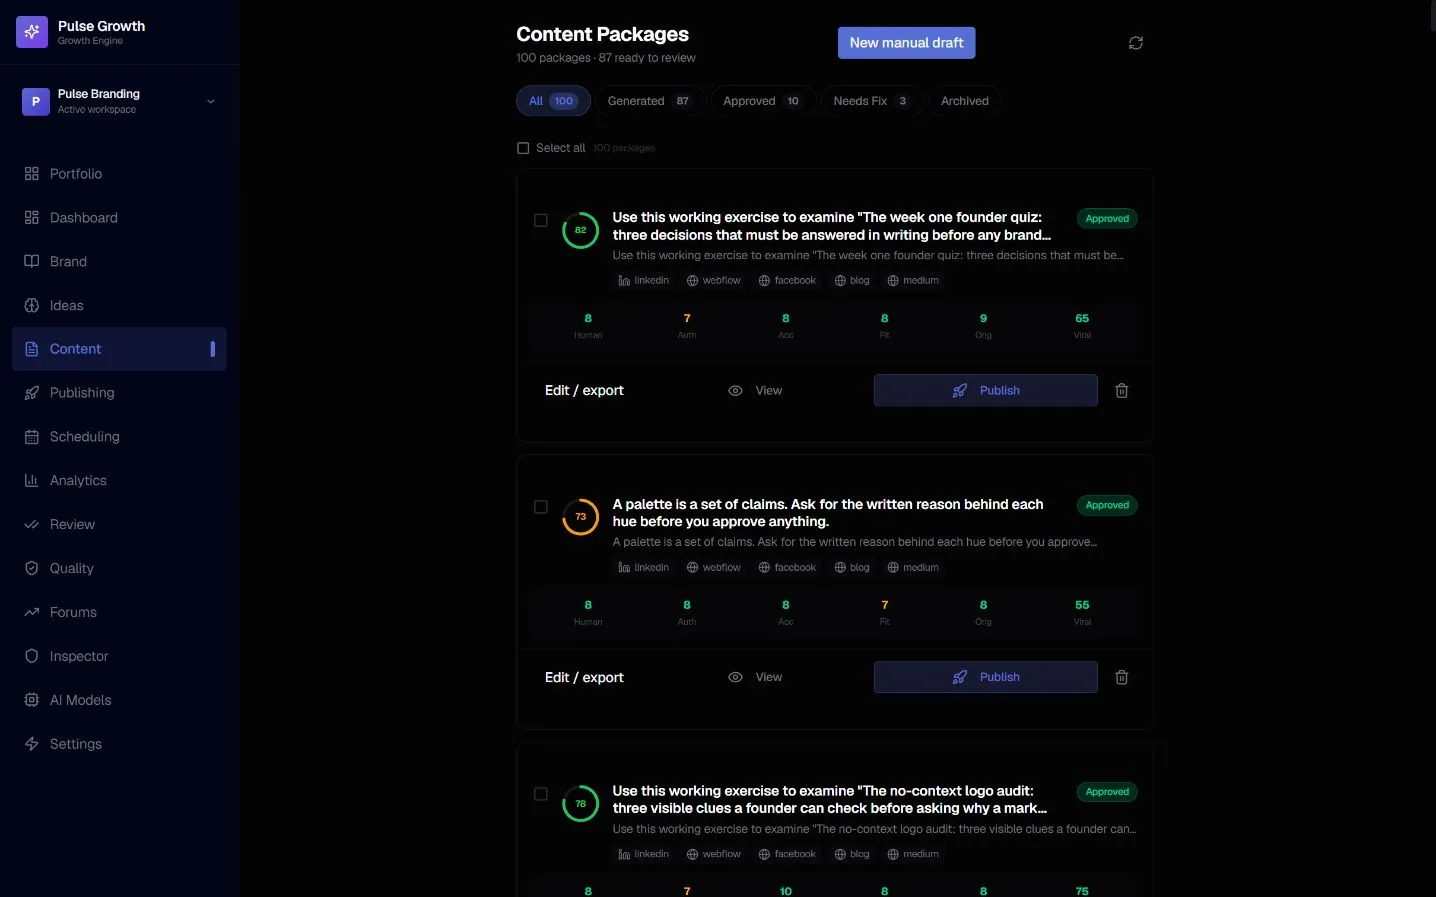 Pulse Growth
Growth Engine
P
Pulse Branding
Active workspace
Portfolio
Dashboard
Brand
Ideas
Content
Publishing
Scheduling
Analytics
Review
Quality
Forums
Inspector
AI Models
Settings
Content Packages
100 packages · 87 ready to review
New manual draft
All 100
Generated 87
Approved 10
Needs Fix 3
Archived
Select all 100 packages
82
Use this working exercise to examine "The week one founder quiz:
three decisions that must be answered in writing before any brand...
Approved
Use this working exercise to examine "The week one founder quiz: three decisions that must be...
linkedin webflow facebook blog medium
8 7 8 8 9 65
Human Auth Acc Fit Orig Viral
Edit / export View Publish
73
A palette is a set of claims. Ask for the written reason behind each
hue before you approve anything.
Approved
A palette is a set of claims. Ask for the written reason behind each hue before you approve...
linkedin webflow facebook blog medium
8 8 8 7 8 55
Human Auth Acc Fit Orig Viral
Edit / export View Publish
78
Use this working exercise to examine "The no-context logo audit:
three visible clues a founder can check before asking why a mark...
Approved
Use this working exercise to examine "The no-context logo audit: three visible clues a founder can...
linkedin webflow facebook blog medium
8 7 10 8 8 75